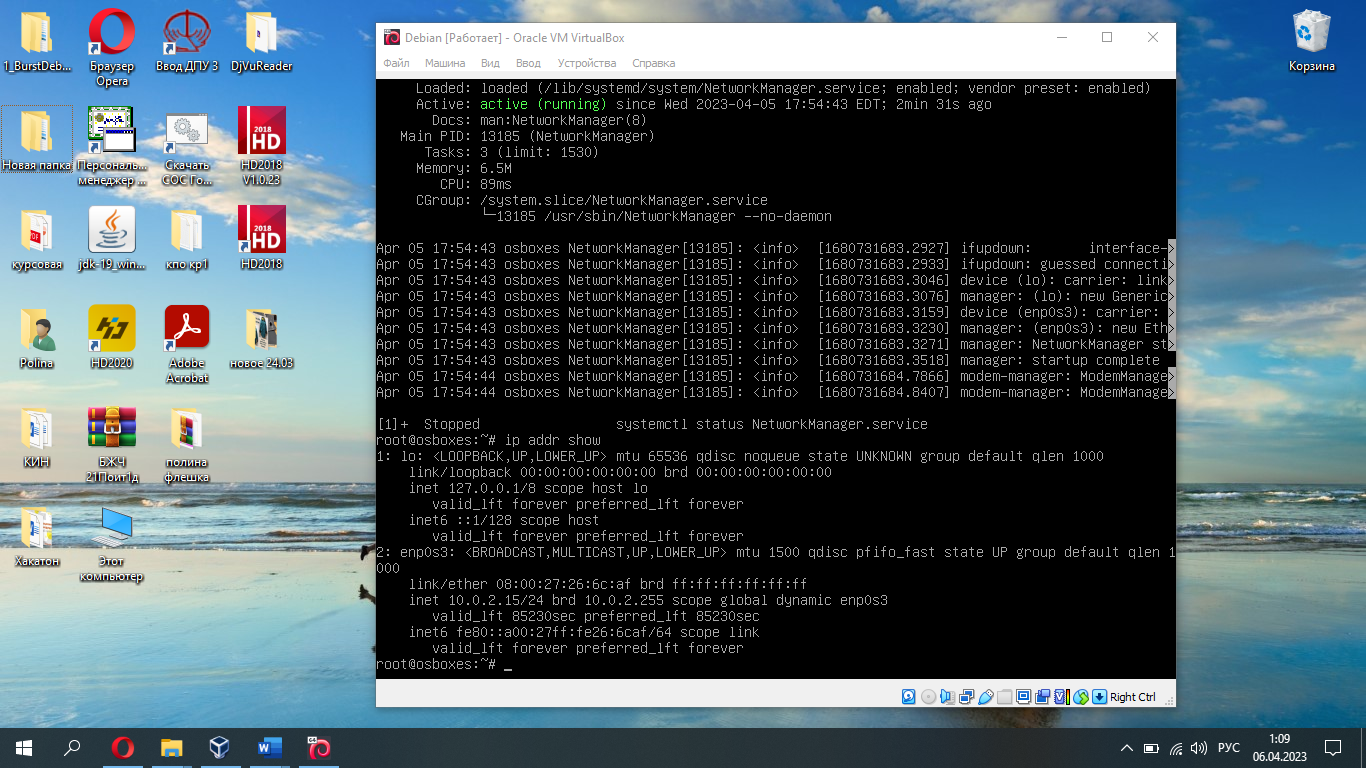 1_BurstDeb...
Браузер
Opera
Ввод ДПУ 3
DjVuReader
Корзина
Новая папка
Персональ...
менеджер ...
Скачать
СОС Го...
2018
HD
HD2018
V1.0.23
курсовая
jdk-19_win...
кпо кр1
2018
HD
HD2018
Polina
HD2020
Adobe
Acrobat
новое 24.03
КИН
БЖЧ
21Поит1д
полина
флешка
Хакатон
Этот
компьютер
Debian [Работает] - Oracle VM VirtualBox
Файл Машина Вид Ввод Устройства Справка
Loaded: loaded (/lib/systemd/system/NetworkManager.service; enabled; vendor preset: enabled)
Active: active (running) since Wed 2023-04-05 17:54:43 EDT; 2min 31s ago
Docs: man:NetworkManager(8)
Main PID: 13185 (NetworkManager)
Tasks: 3 (limit: 1530)
Memory: 6.5M
CPU: 89ms
CGroup: /system.slice/NetworkManager.service
└─13185 /usr/sbin/NetworkManager --no-daemon
Apr 05 17:54:43 osboxes NetworkManager[13185]: <info>  [1680731683.2927] ifupdown:       interface->
Apr 05 17:54:43 osboxes NetworkManager[13185]: <info>  [1680731683.2933] ifupdown: guessed connecti>
Apr 05 17:54:43 osboxes NetworkManager[13185]: <info>  [1680731683.3046] device (lo): carrier: link>
Apr 05 17:54:43 osboxes NetworkManager[13185]: <info>  [1680731683.3076] manager: (lo): new Generic>
Apr 05 17:54:43 osboxes NetworkManager[13185]: <info>  [1680731683.3159] device (enp0s3): carrier: >
Apr 05 17:54:43 osboxes NetworkManager[13185]: <info>  [1680731683.3230] manager: (enp0s3): new Eth>
Apr 05 17:54:43 osboxes NetworkManager[13185]: <info>  [1680731683.3271] manager: NetworkManager st>
Apr 05 17:54:43 osboxes NetworkManager[13185]: <info>  [1680731683.3518] manager: startup complete
Apr 05 17:54:44 osboxes NetworkManager[13185]: <info>  [1680731684.7866] modem-manager: ModemManage>
Apr 05 17:54:44 osboxes NetworkManager[13185]: <info>  [1680731684.8407] modem-manager: ModemManage>
[1]+  Stopped                 systemctl status NetworkManager.service
root@osboxes:~# ip addr show
1: lo: <LOOPBACK,UP,LOWER_UP> mtu 65536 qdisc noqueue state UNKNOWN group default qlen 1000
link/loopback 00:00:00:00:00:00 brd 00:00:00:00:00:00
inet 127.0.0.1/8 scope host lo
valid_lft forever preferred_lft forever
inet6 ::1/128 scope host
valid_lft forever preferred_lft forever
2: enp0s3: <BROADCAST,MULTICAST,UP,LOWER_UP> mtu 1500 qdisc pfifo_fast state UP group default qlen 1
000
link/ether 08:00:27:26:6c:af brd ff:ff:ff:ff:ff:ff
inet 10.0.2.15/24 brd 10.0.2.255 scope global dynamic enp0s3
valid_lft 85230sec preferred_lft 85230sec
inet6 fe80::a00:27ff:fe26:6caf/64 scope link
valid_lft forever preferred_lft forever
root@osboxes:~# _
Right Ctrl
РУС
1:09
06.04.2023